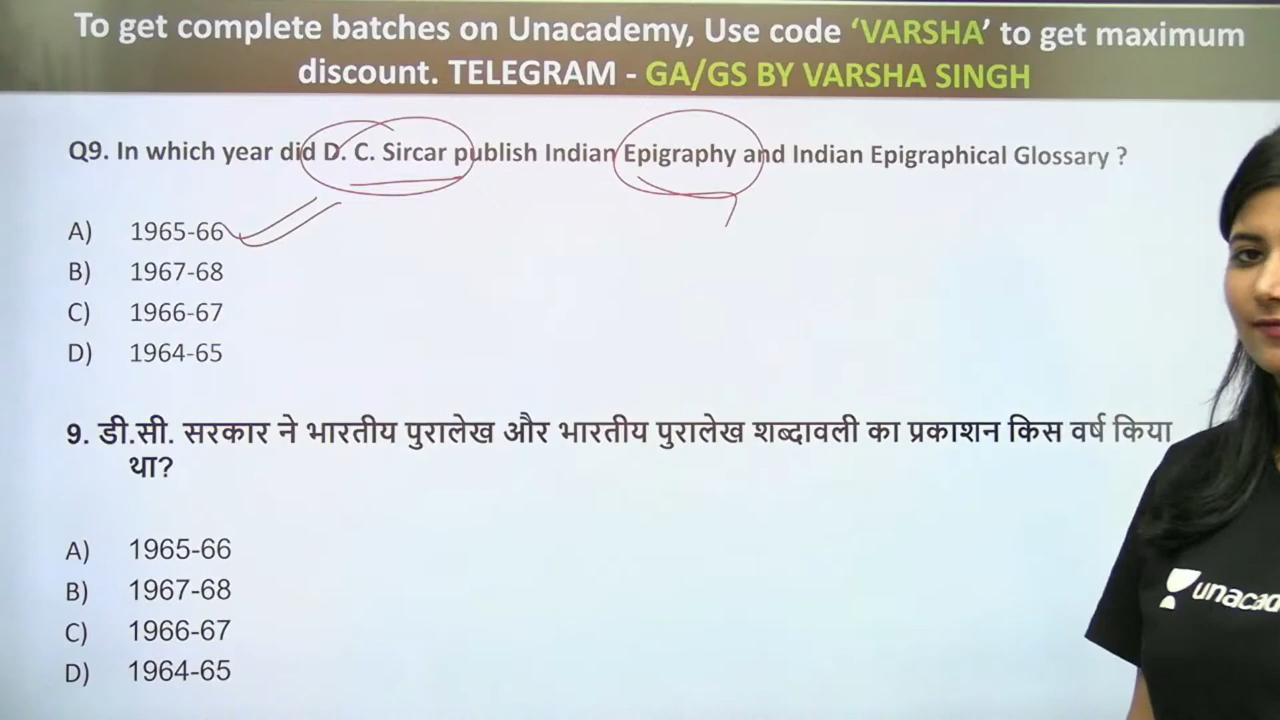 To get complete batches on Unacademy, Use code ‘VARSHA’ to get maximum
discount. TELEGRAM - GA/GS BY VARSHA SINGH
Q9. In which year did D. C. Sircar publish Indian Epigraphy and Indian Epigraphical Glossary ?
A) 1965-66
B) 1967-68
C) 1966-67
D) 1964-65
9. डी.सी. सरकार ने भारतीय पुरालेख और भारतीय पुरालेख शब्दावली का प्रकाशन किस वर्ष किया
था?
A) 1965-66
B) 1967-68
C) 1966-67
D) 1964-65
unacad